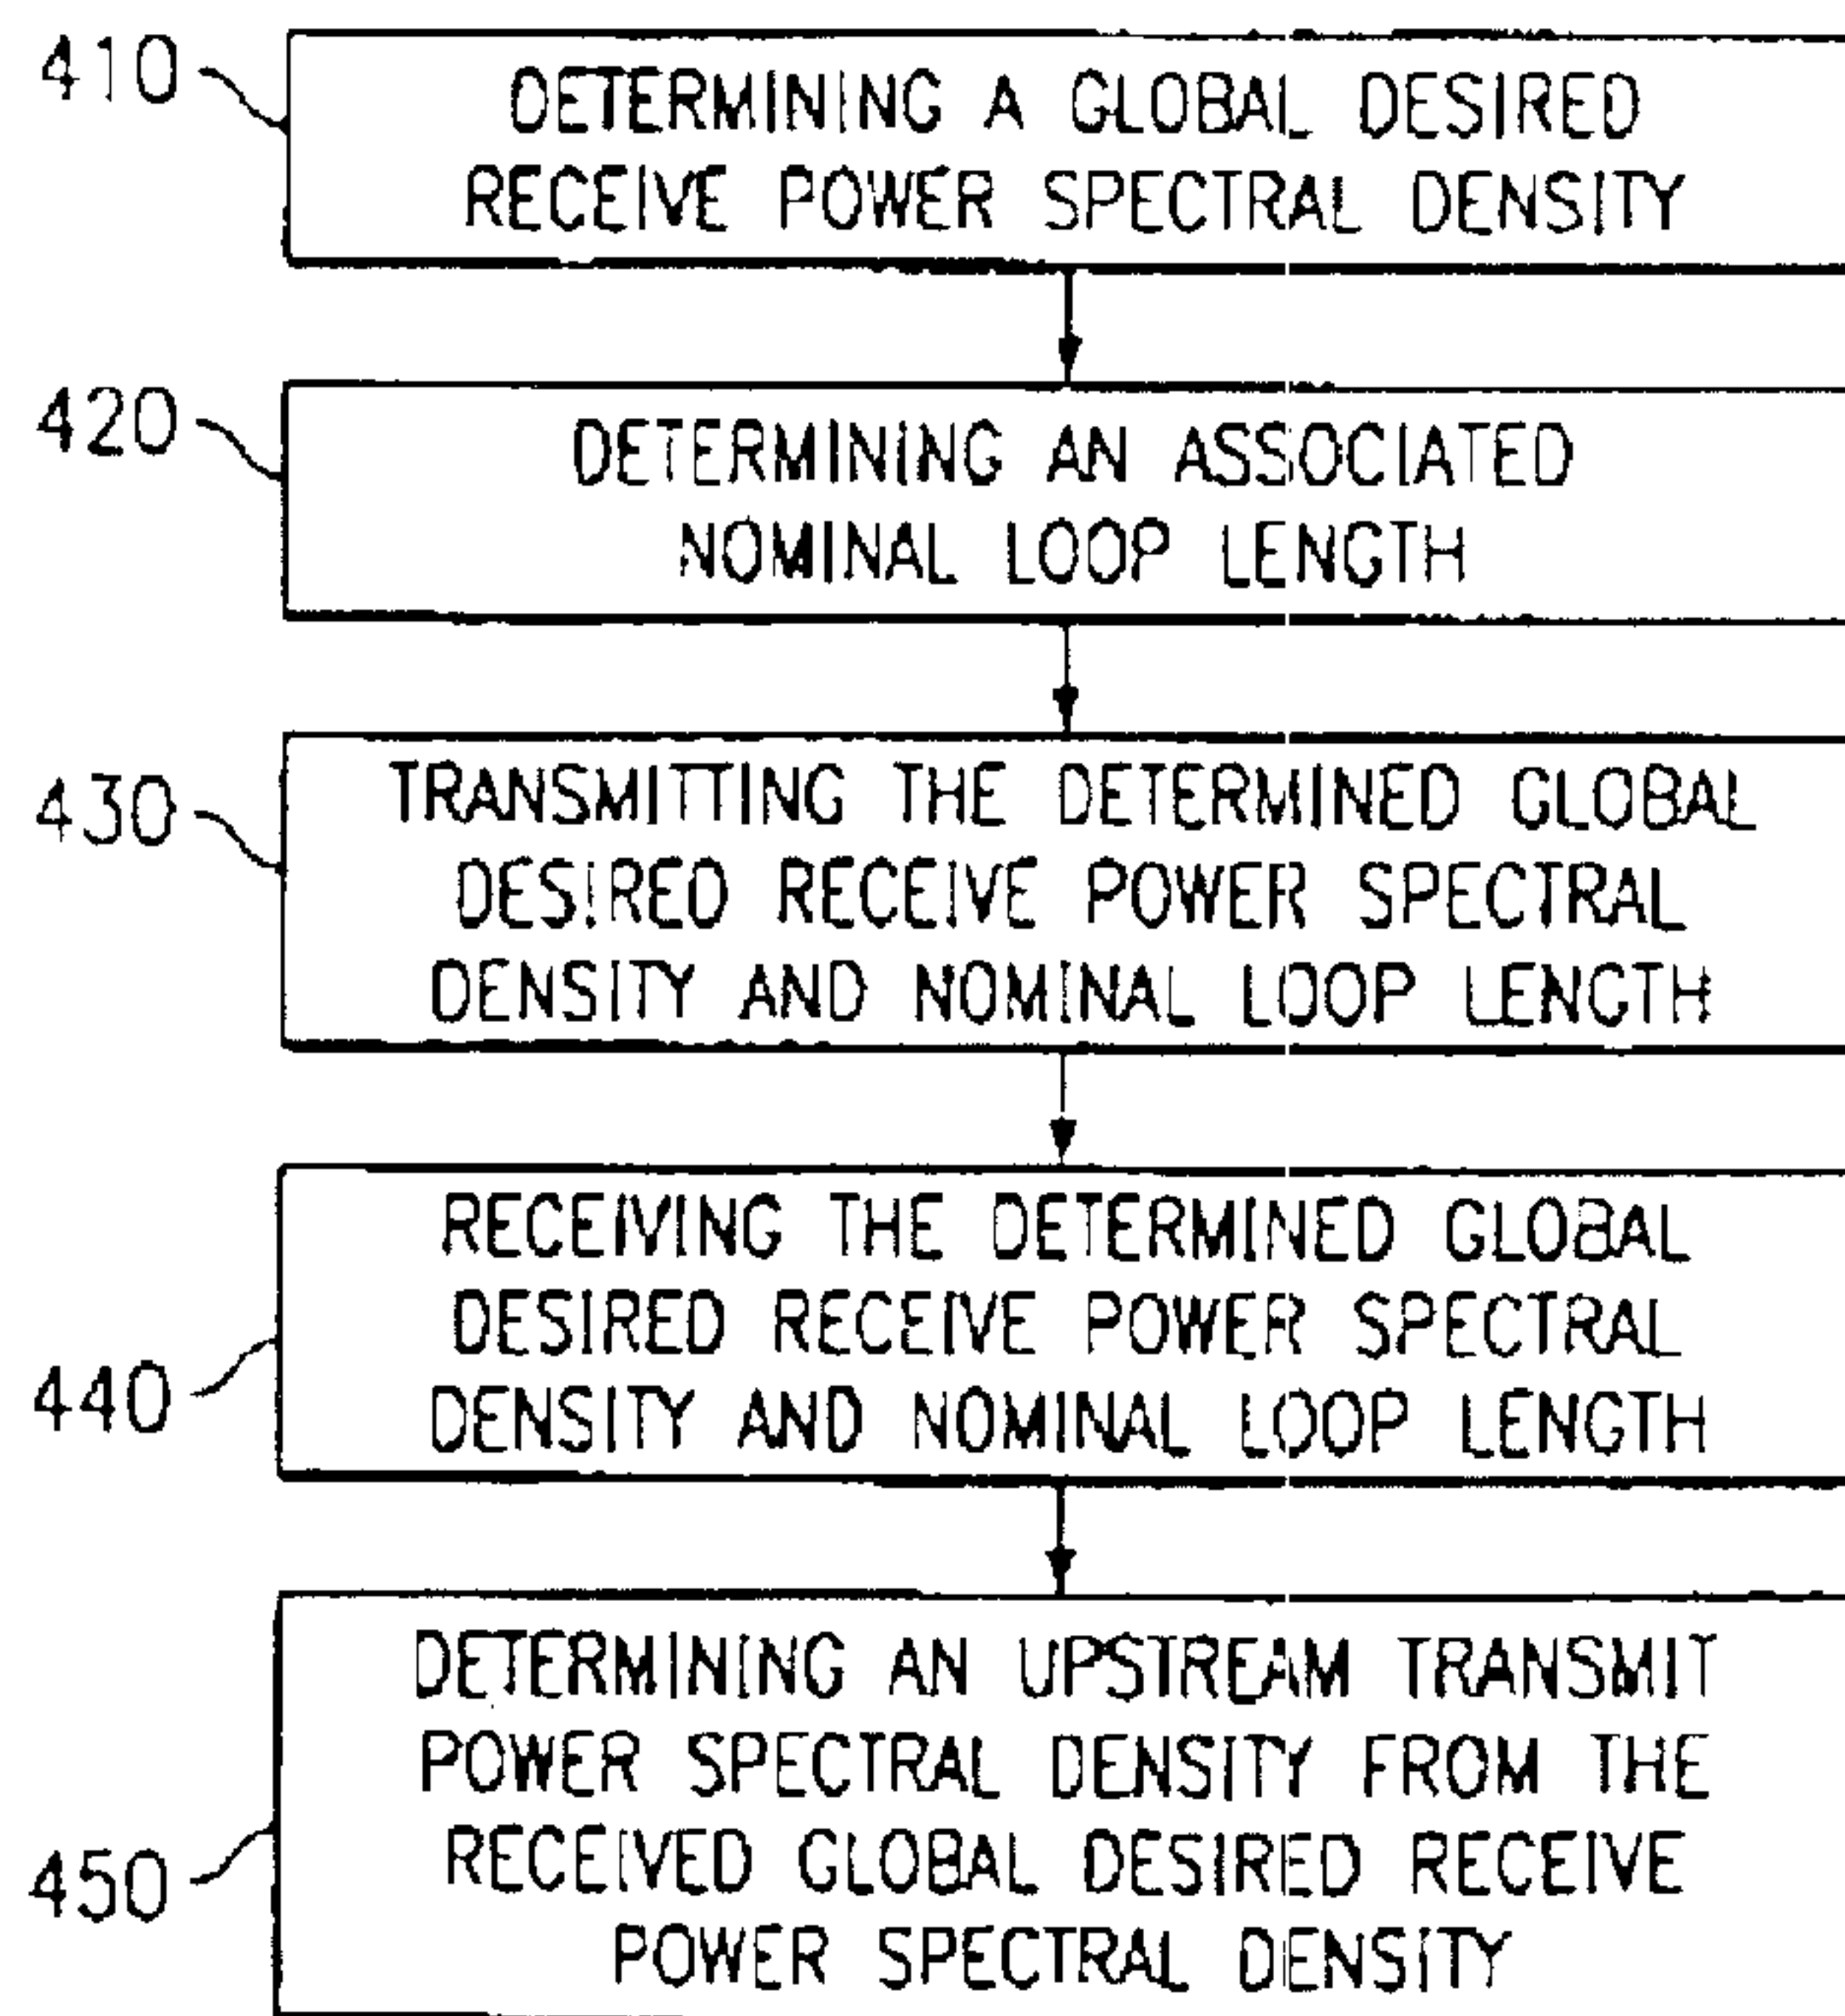 410
DETERMINING A GLOBAL DESIRED
RECEIVE POWER SPECTRAL DENSITY
420
DETERMINING AN ASSOCIATED
NOMINAL LOOP LENGTH
430
TRANSMITTING THE DETERMINED GLOBAL
DESIRED RECEIVE POWER SPECTRAL
DENSITY AND NOMINAL LOOP LENGTH
440
RECEIVING THE DETERMINED GLOBAL
DESIRED RECEIVE POWER SPECTRAL
DENSITY AND NOMINAL LOOP LENGTH
450
DETERMINING AN UPSTREAM TRANSMIT
POWER SPECTRAL DENSITY FROM THE
RECEIVED GLOBAL DESIRED RECEIVE
POWER SPECTRAL DENSITY